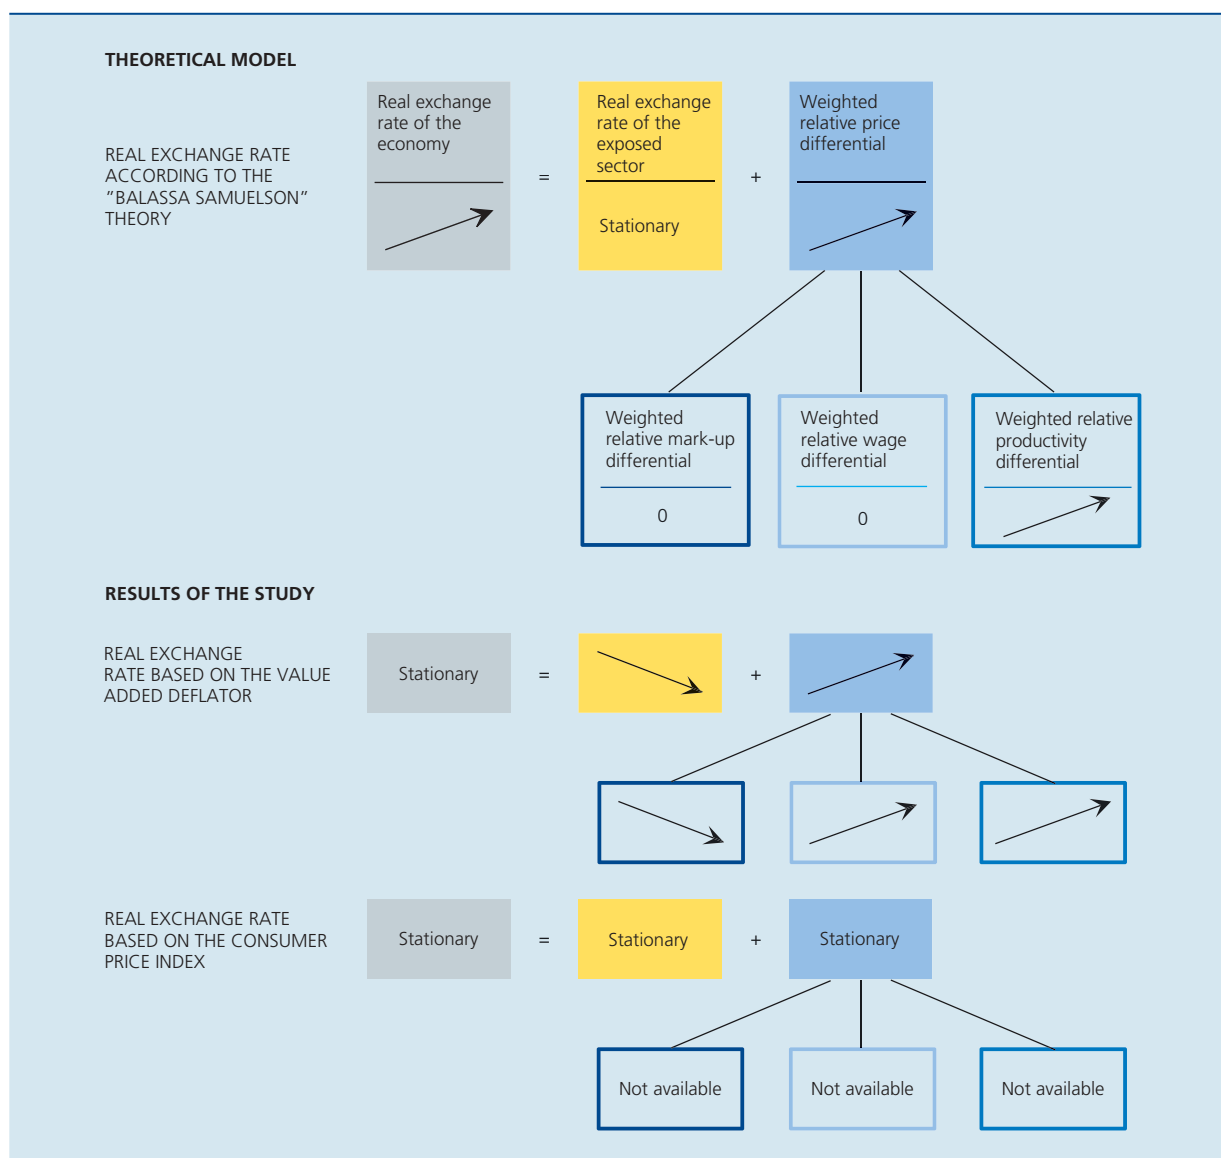 THEORETICAL MODEL
REAL EXCHANGE RATE
ACCORDING TO THE
“BALASSA SAMUELSON”
THEORY
Real exchange
rate of the
economy
=
Real exchange
rate of the
exposed
sector
Stationary
+
Weighted
relative price
differential
Weighted
relative mark-up
differential
0
Weighted
relative wage
differential
0
Weighted relative
productivity
differential
RESULTS OF THE STUDY
REAL EXCHANGE
RATE BASED ON THE VALUE
ADDED DEFLATOR
Stationary
=
+
REAL EXCHANGE RATE
BASED ON THE CONSUMER
PRICE INDEX
Stationary
=
Stationary
+
Stationary
Not available
Not available
Not available